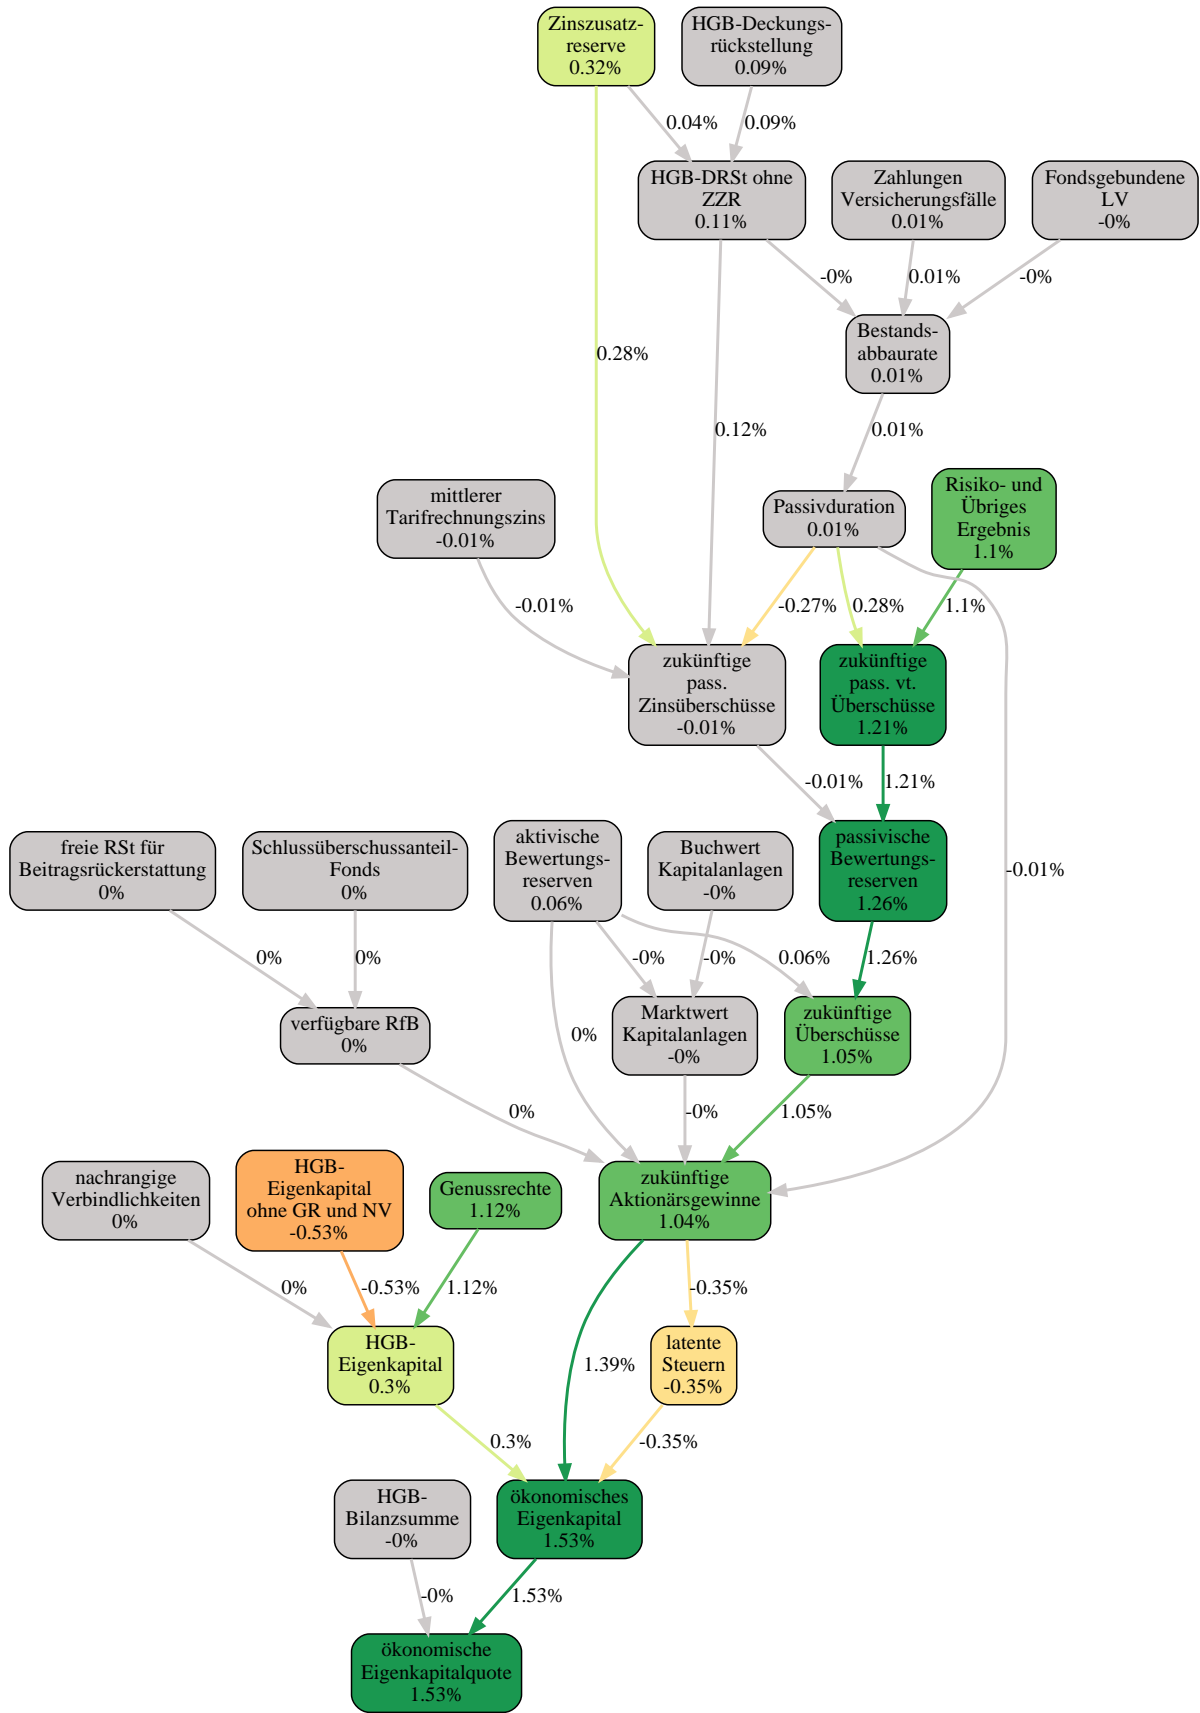 Zinszusatz-
reserve
0.32%
HGB-Deckungs-
rückstellung
0.09%
0.04%
0.09%
HGB-DRSt ohne
ZZR
0.11%
Zahlungen
Versicherungsfälle
0.01%
Fondsgebundene
LV
-0%
-0%
0.01%
-0%
Bestands-
abbaurate
0.01%
0.28%
0.12%
0.01%
mittlerer
Tarifrechnungszins
-0.01%
Passivduration
0.01%
Risiko- und
Übriges
Ergebnis
1.1%
-0.01%
-0.27%
0.28%
1.1%
zukünftige
pass.
Zinsüberschüsse
-0.01%
zukünftige
pass. vt.
Überschüsse
1.21%
-0.01%
1.21%
freie RSt für
Beitragsrückerstattung
0%
Schlussüberschussanteil-
Fonds
0%
aktivische
Bewertungs-
reserven
0.06%
Buchwert
Kapitalanlagen
-0%
passivische
Bewertungs-
reserven
1.26%
-0.01%
0%
0%
-0%
-0%
0.06%
1.26%
verfügbare RfB
0%
0%
Marktwert
Kapitalanlagen
-0%
zukünftige
Überschüsse
1.05%
0%
-0%
1.05%
nachrangige
Verbindlichkeiten
0%
HGB-
Eigenkapital
ohne GR und NV
-0.53%
Genussrechte
1.12%
zukünftige
Aktionärsgewinne
1.04%
0%
-0.53%
1.12%
-0.35%
HGB-
Eigenkapital
0.3%
1.39%
latente
Steuern
-0.35%
0.3%
-0.35%
HGB-
Bilanzsumme
-0%
ökonomisches
Eigenkapital
1.53%
-0%
1.53%
ökonomische
Eigenkapitalquote
1.53%